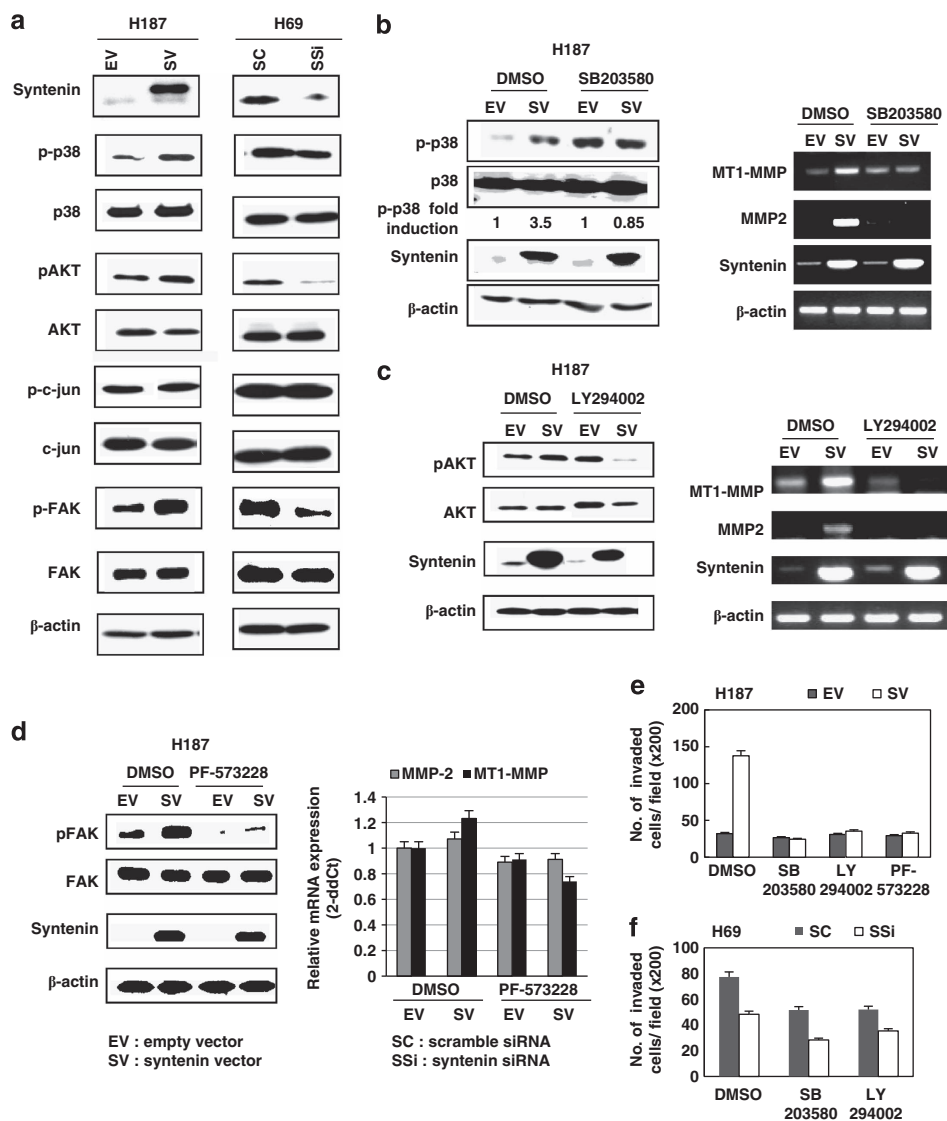 a
H187
H69
EV
SV
SC
SSi
Syntenin
p-p38
p38
pAKT
AKT
p-c-jun
c-jun
p-FAK
FAK
β-actin
b
H187
DMSO SB203580
EV SV EV SV
p-p38
p38
p-p38 fold
induction
1 3.5 1 0.85
Syntenin
β-actin
DMSO SB203580
EV SV EV SV
MT1-MMP
MMP2
Syntenin
β-actin
c
H187
DMSO LY294002
EV SV EV SV
pAKT
AKT
Syntenin
β-actin
DMSO LY294002
EV SV EV SV
MT1-MMP
MMP2
Syntenin
β-actin
d
H187
DMSO PF-573228
EV SV EV SV
pFAK
FAK
Syntenin
β-actin
MMP-2 MT1-MMP
Relative mRNA expression
(2-ddCt)
1.4
1.2
1
0.8
0.6
0.4
0.2
0
DMSO PF-573228
EV SV EV SV
EV : empty vector
SV : syntenin vector
SC : scramble siRNA
SSi : syntenin siRNA
e
H187 EV SV
No. of invaded
cells/ field (x200)
200
150
100
50
0
DMSO SB LY PF-
203580 294002 573228
f
H69 SC SSi
No. of invaded
cells/ field (x200)
100
80
60
40
20
0
DMSO SB LY
203580 294002